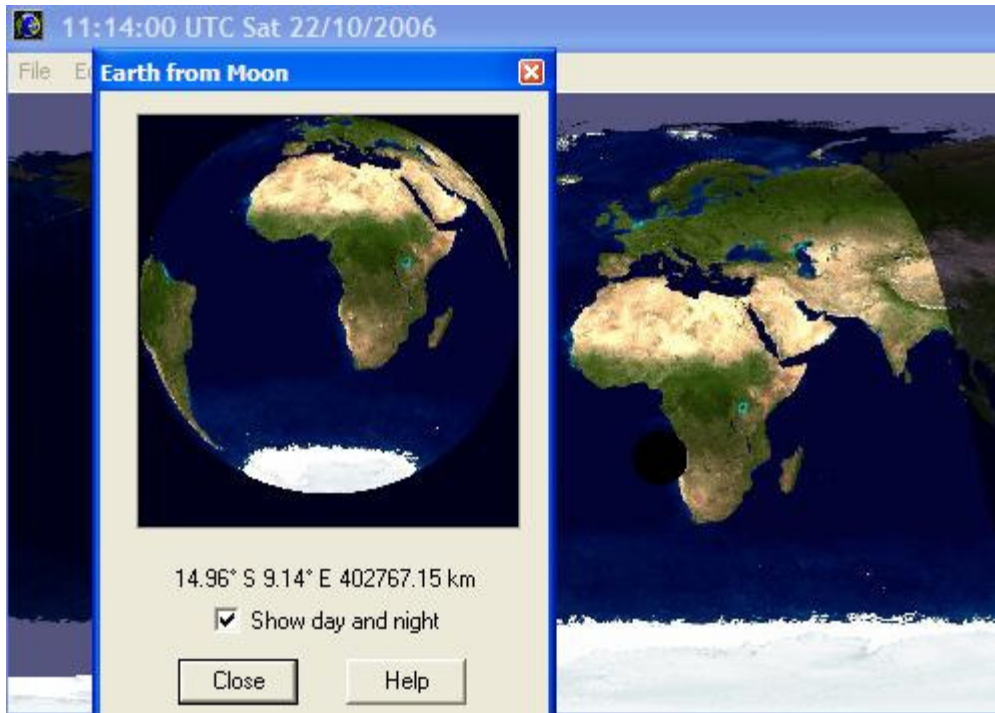 11:14:00 UTC Sat 22/10/2006
File
Earth from Moon
14.96° S 9.14° E 402767.15 km
Show day and night
Close Help